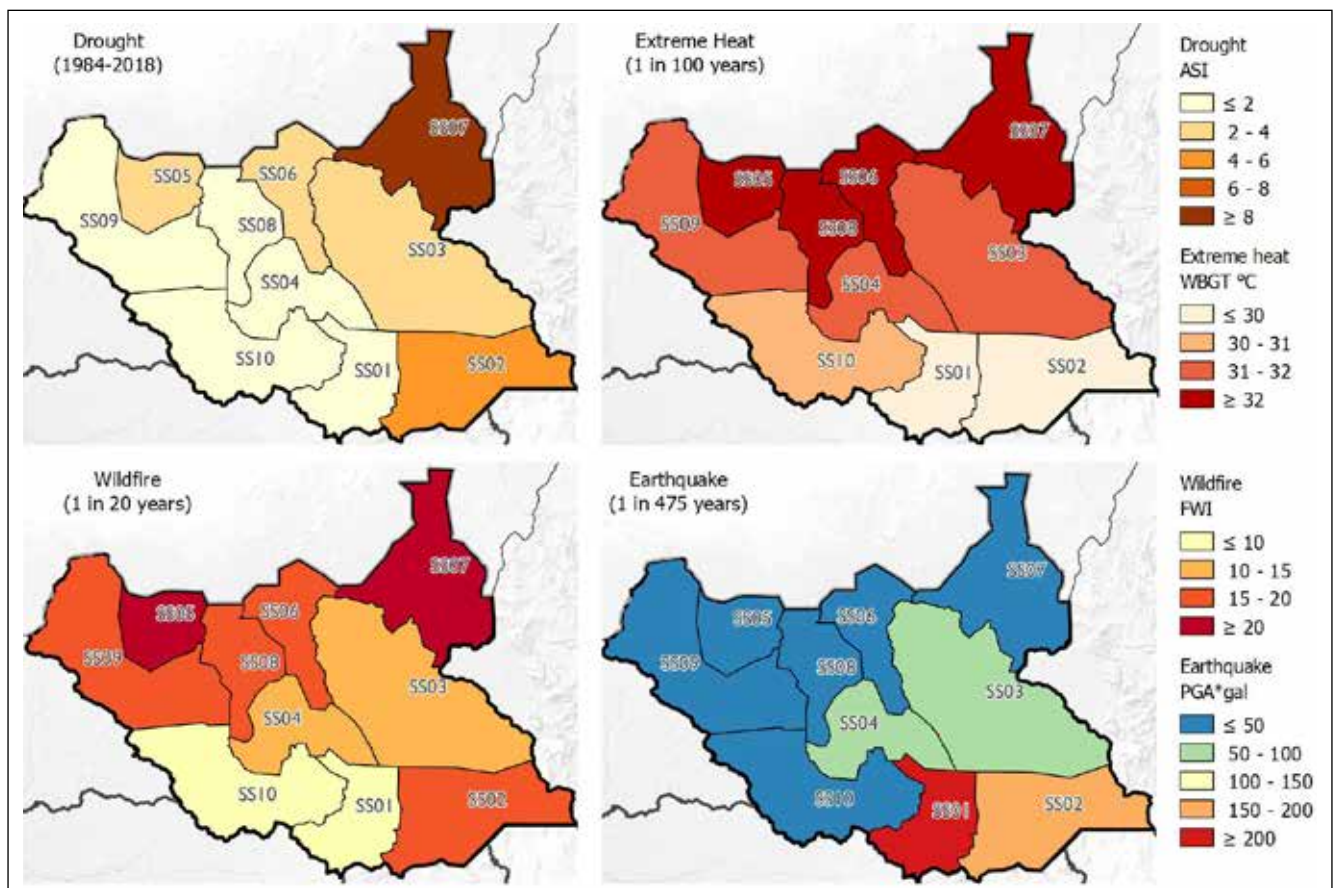 Drought
(1984-2018)
SS07
SS05
SS06
SS09
SS08
SS03
SS04
SS10
SS01
SS02
Extreme Heat
(1 in 100 years)
SS07
SS05
SS06
SS09
SS08
SS03
SS04
SS10
SS01
SS02
Drought
ASI
≤ 2
2 - 4
4 - 6
6 - 8
≥ 8
Extreme heat
WBGT °C
≤ 30
30 - 31
31 - 32
≥ 32
Wildfire
(1 in 20 years)
SS07
SS05
SS06
SS09
SS08
SS03
SS04
SS10
SS01
SS02
Earthquake
(1 in 475 years)
SS07
SS05
SS06
SS09
SS08
SS03
SS04
SS10
SS01
SS02
Wildfire
FWI
≤ 10
10 - 15
15 - 20
≥ 20
Earthquake
PGA*gal
≤ 50
50 - 100
100 - 150
150 - 200
≥ 200